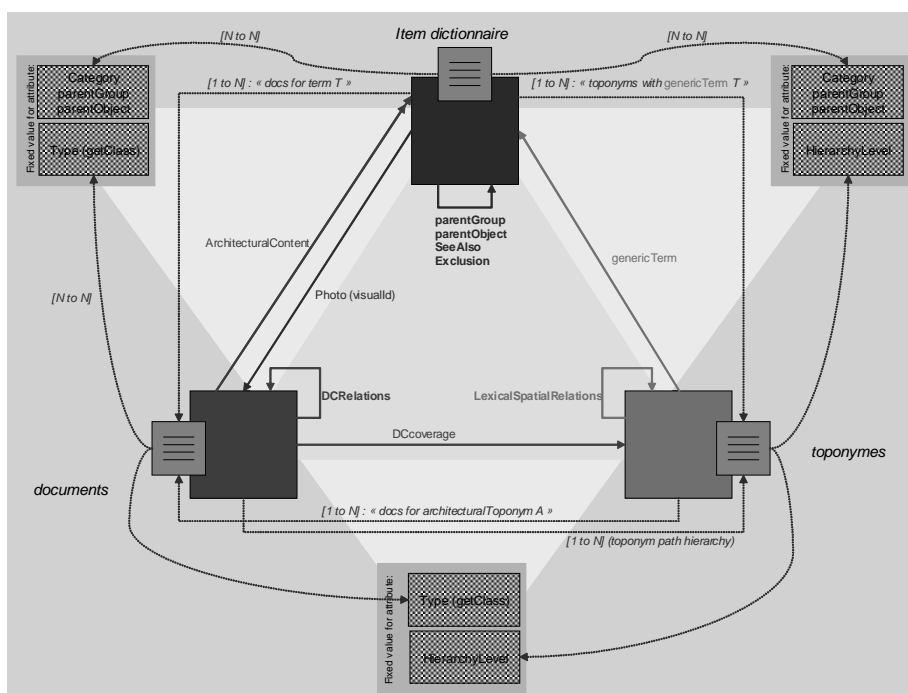 Item dictionnaire
[N to N]
[N to N]
Fixed value for attribute:
Category
parentGroup
parentObject
Type (getClass)
[1 to N] : « docs for term T »
[1 to N] : « toponyms with genericTerm T »
Fixed value for attribute:
Category
parentGroup
parentObject
HierarchyLevel
parentGroup
parentObject
SeeAlso
Exclusion
ArchitecturalContent
genericTerm
Photo (visualId)
[N to N]
DCRelations
LexicalSpatialRelations
DCcoverage
toponymes
documents
[1 to N] : « docs for architecturalToponym A »
[1 to N] (toponym path hierarchy)
Fixed value for attribute:
Type (getClass)
HierarchyLevel